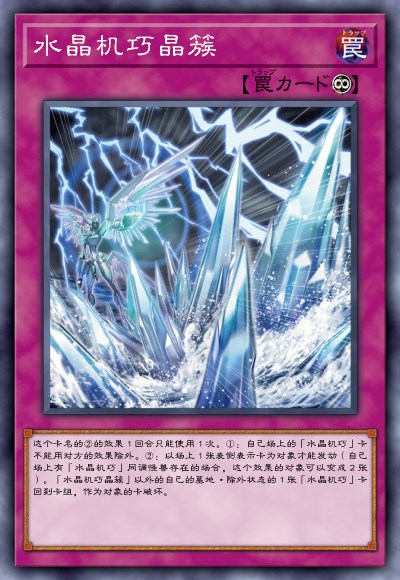 水晶机巧晶簇
トラップ
罠
トラップ
【罠カード♾】
这个卡名的②的效果1回合只能使用1次。①：自己场上的「水晶机巧」卡
不能用对方的效果除外。②：以场上1张表侧表示卡为对象才能发动（自己
场上有「水晶机巧」同调怪兽存在的场合，这个效果的对象可以变成2张
）。「水晶机巧晶簇」以外的自己的墓地·除外状态的1张「水晶机巧」卡
回到卡组，作为对象的卡破坏。